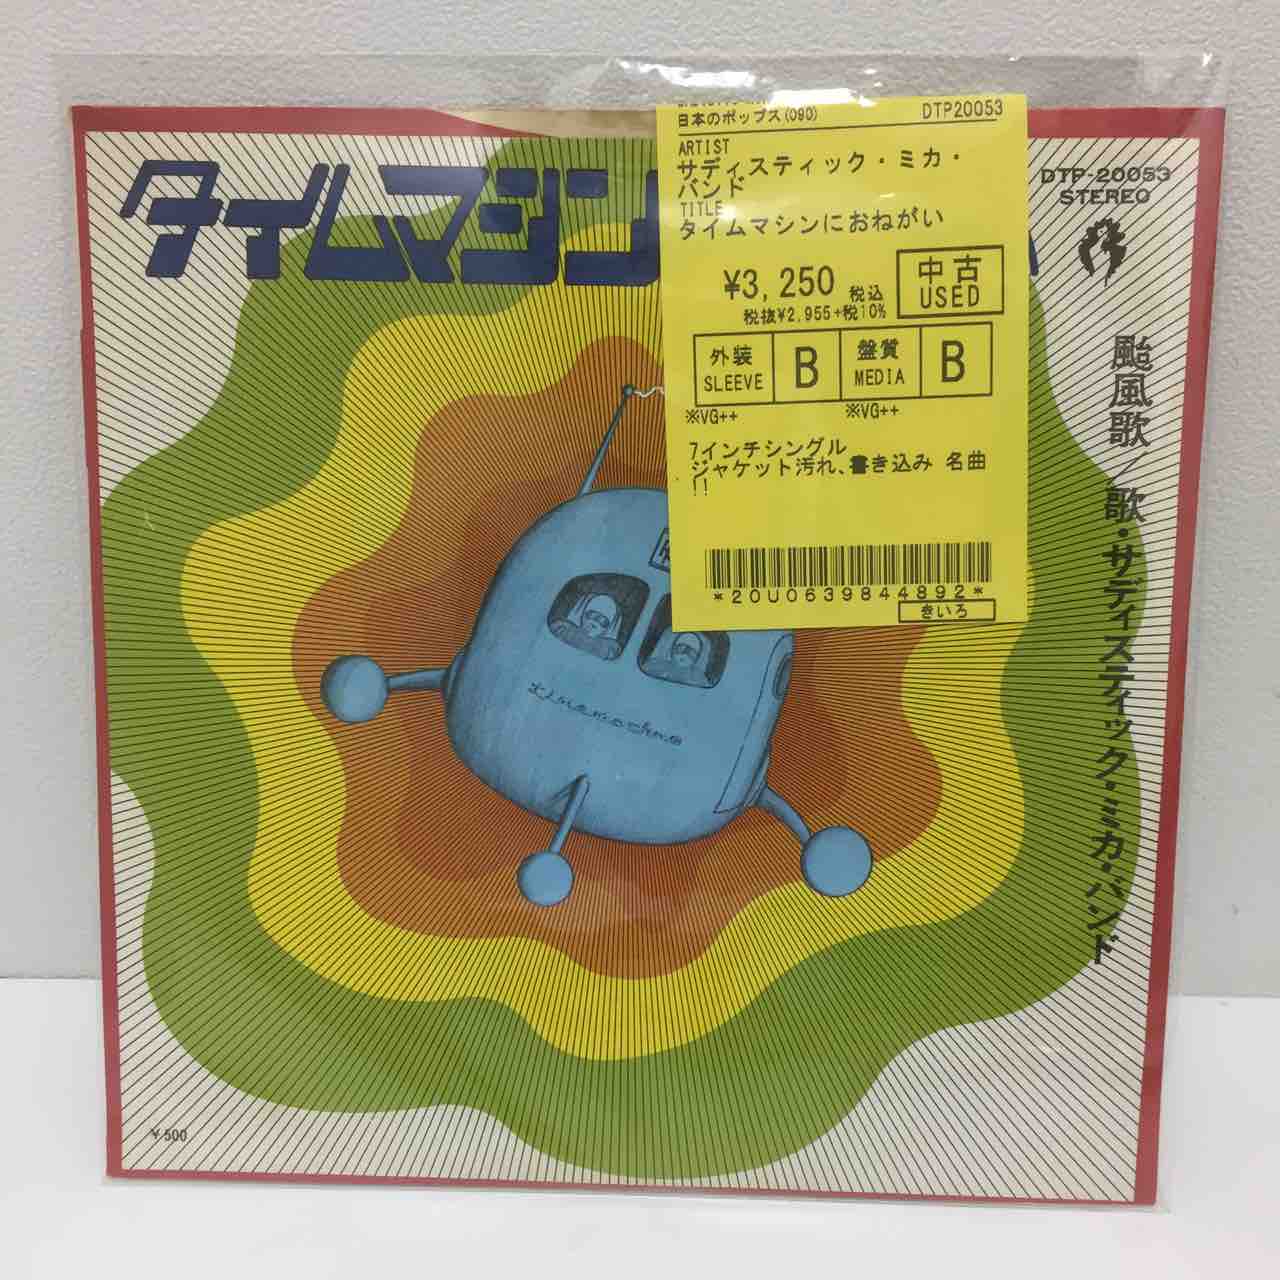 タイムマシン
DTP-20053
STEREO
颱風歌/歌・サディスティック・ミカ・バンド
日本のポップス(090) DTP20053
ARTIST
サディスティック・ミカ・
バンド
TITLE
タイムマシンにおねがい
¥3,250 税込
税抜¥2,955+税10%
中古
USED
外装
SLEEVE
B
盤質
MEDIA
B
※VG++ ※VG++
7インチシングル
ジャケット汚れ、書き込み 名曲
!!
*20U0639844892*
きいろ
¥500